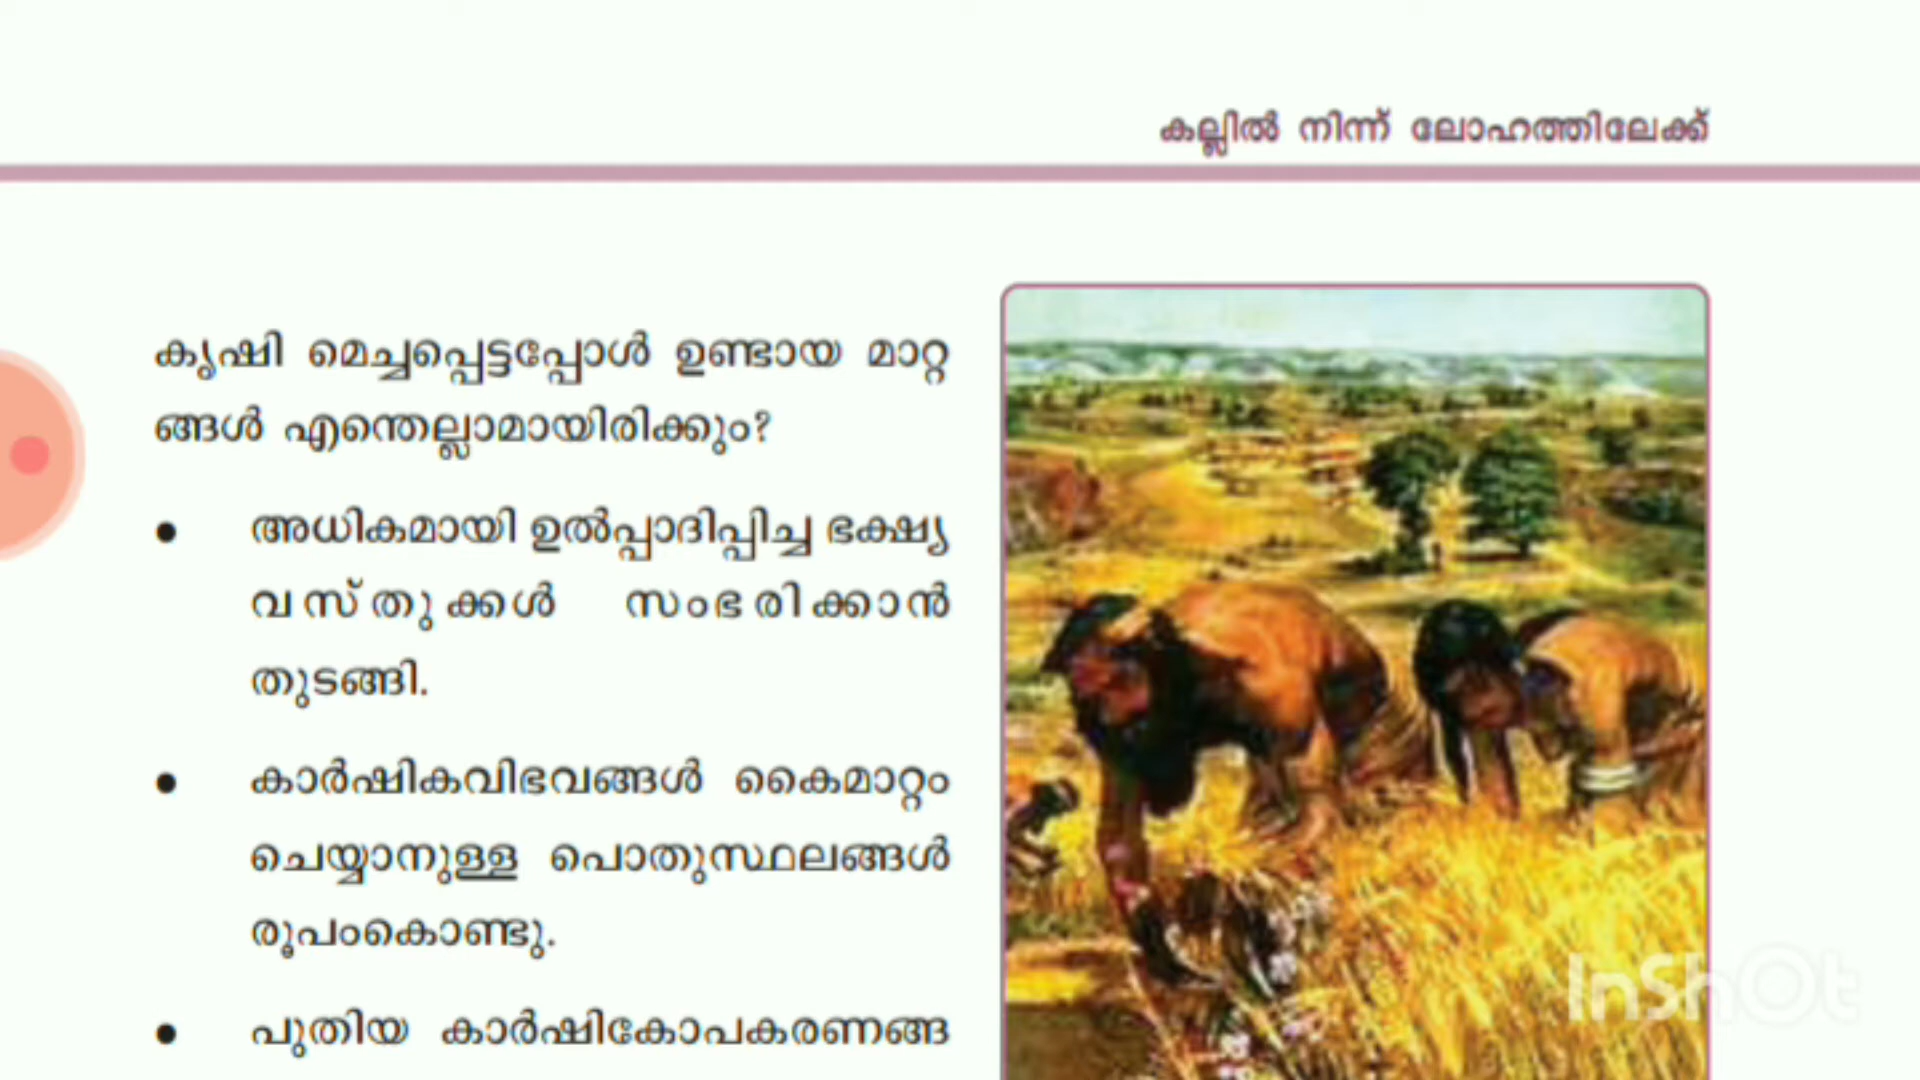 കല്ലിൽ നിന്ന് ലോഹത്തിലേക്ക്
കൃഷി മെച്ചപ്പെട്ടപ്പോൾ ഉണ്ടായ മാറ്റ
ങ്ങൾ എന്തെല്ലാമായിരിക്കും?
• അധികമായി ഉൽപ്പാദിപ്പിച്ച ഭക്ഷ്യ
വസ്തുക്കൾ സംഭരിക്കാൻ
തുടങ്ങി.
• കാർഷികവിഭവങ്ങൾ കൈമാറ്റം
ചെയ്യാനുള്ള പൊതുസ്ഥലങ്ങൾ
രൂപംകൊണ്ടു.
• പുതിയ കാർഷികോപകരണങ്ങ
InShOt